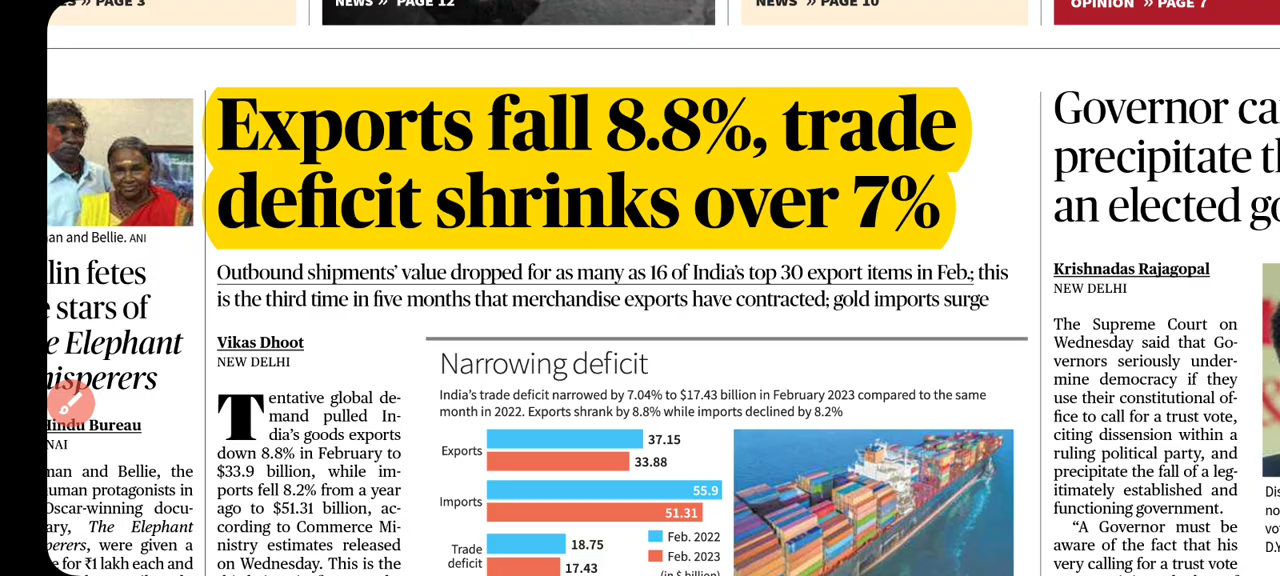 PAGE 3
NEWS » PAGE 12
NEWS » PAGE 10
OPINION » PAGE 7
man and Bellie. ANI
lin fetes
stars of
Elephant
Hindu Bureau
man and Bellie, the
protagonists in
Oscar-winning docu-
The Elephant
were given a
for ₹1 lakh each and
Exports fall 8.8%, trade
deficit shrinks over 7%
Outbound shipments' value dropped for as many as 16 of India's top 30 export items in Feb.; this
is the third time in five months that merchandise exports have contracted; gold imports surge
Vikas Dhoot
NEW DELHI
Tentative global de-
mand pulled In-
dia's goods exports
down 8.8% in February to
$33.9 billion, while im-
ports fell 8.2% from a year
ago to $51.31 billion, ac-
cording to Commerce Mi-
nistry estimates released
on Wednesday. This is the
Narrowing deficit
India's trade deficit narrowed by 7.04% to $17.43 billion in February 2023 compared to the same
month in 2022. Exports shrank by 8.8% while imports declined by 8.2%
Exports
37.15
33.88
Imports
55.9
51.31
Trade
deficit
18.75
17.43
Feb. 2022
Feb. 2023
(in $ billion)
Governor ca
precipitate t
an elected go
Krishnadas Rajagopal
NEW DELHI
The Supreme Court on
Wednesday said that Go-
vernors seriously under-
mine democracy if they
use their constitutional of-
fice to call for a trust vote,
citing dissension within a
ruling political party, and
precipitate the fall of a leg-
itimately established and
functioning government.
"A Governor must be
aware of the fact that his
very calling for a trust vote
Dis
no
vo
D.Y